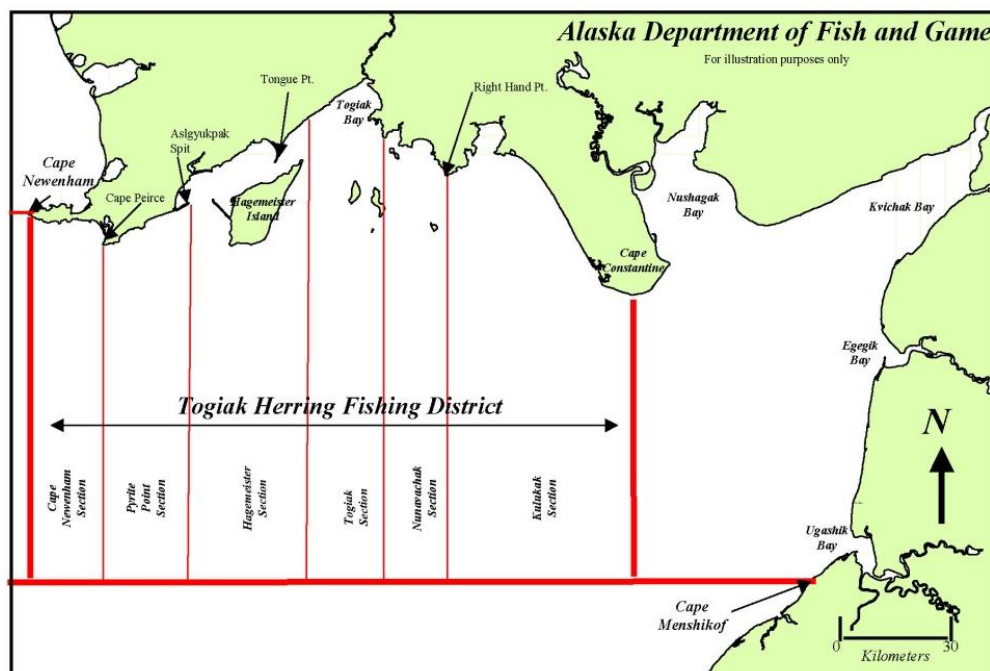 Alaska Department of Fish and Game
For illustration purposes only
Tongue Pt.
Togiak
Bay
Right Hand Pt.
Aslgyukpak
Spit
Cape
Newenham
Cape Peirce
Hagemeister
Island
Nushagak
Bay
Kvichak Bay
Cape
Constantine
Egegik
Bay
Togiak Herring Fishing District
N
Cape
Newenham
Section
Pyrite
Point
Section
Hagemeister
Section
Togiak
Section
Nunavachak
Section
Kulukak
Section
Ugashik
Bay
Cape
Menshikof
0 30
Kilometers